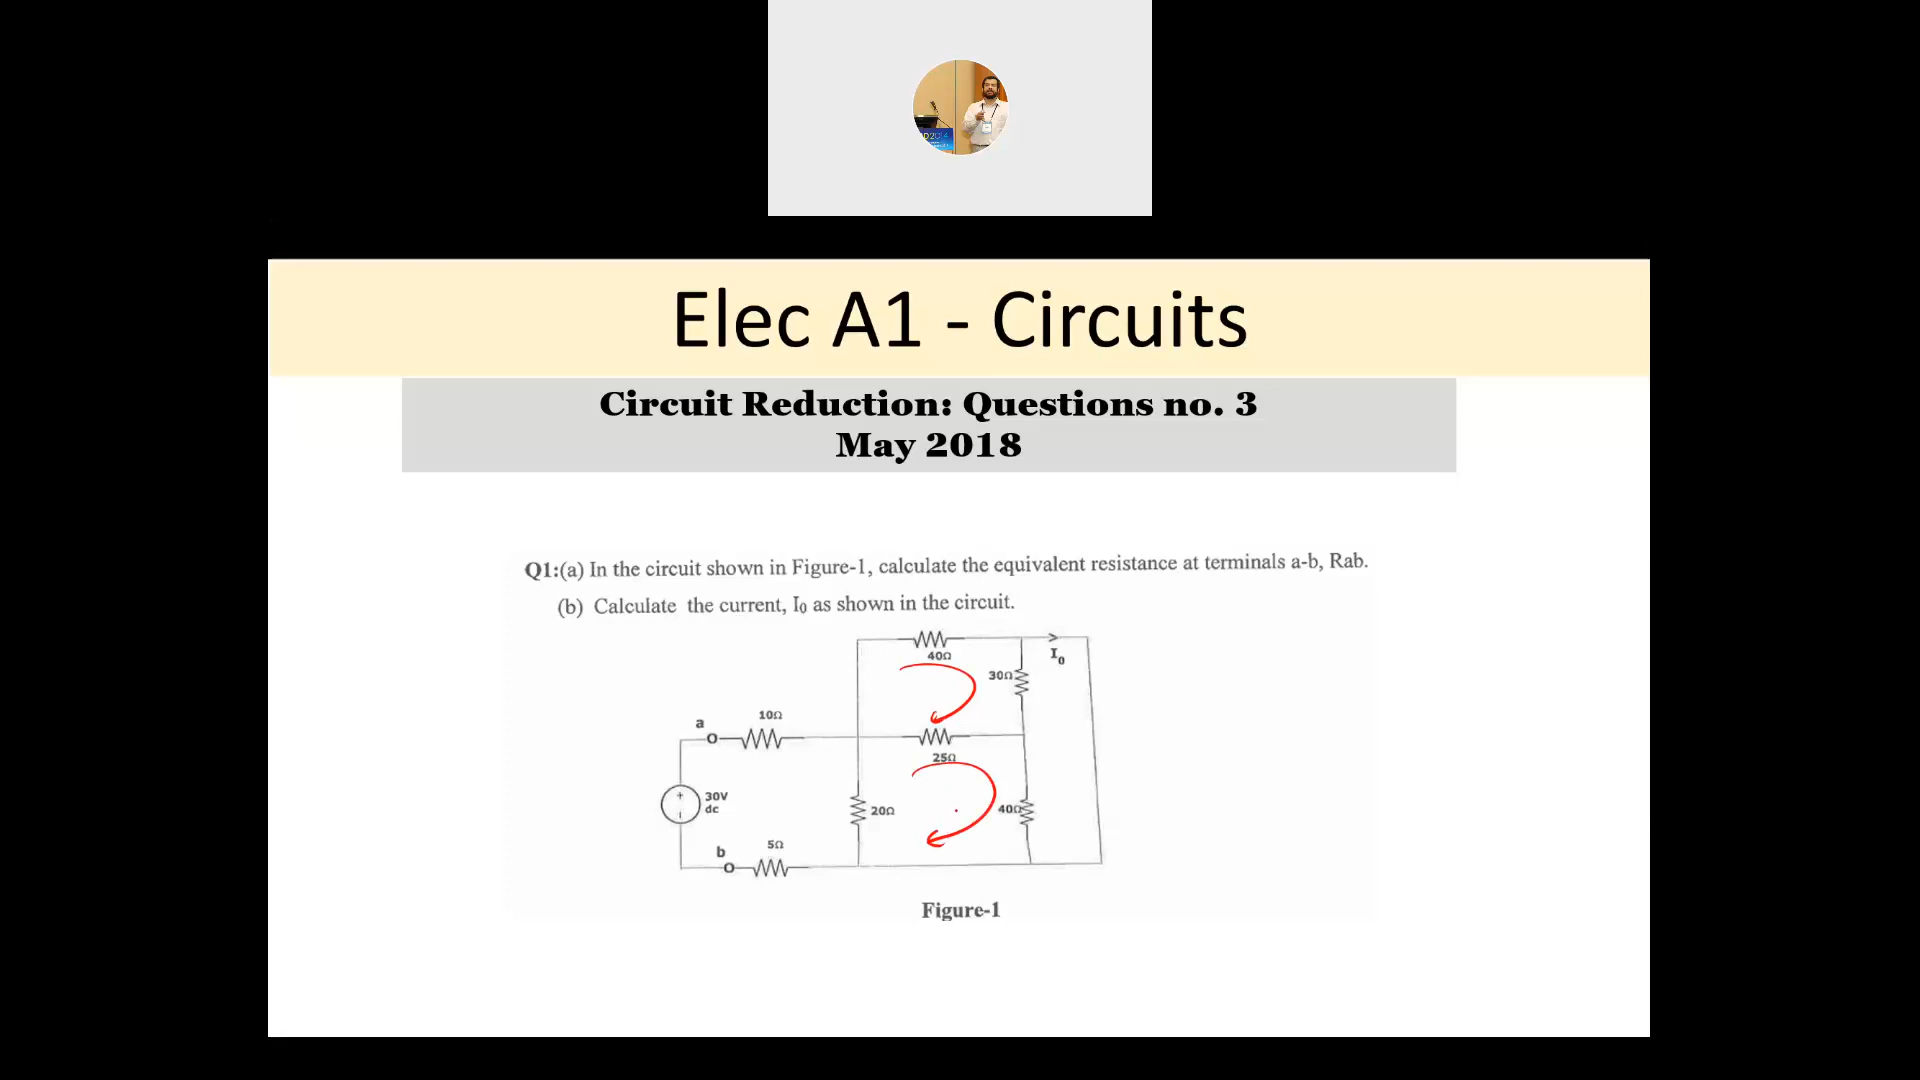 D2014
Elec A1 - Circuits
Circuit Reduction: Questions no. 3
May 2018
Q1:(a) In the circuit shown in Figure-1, calculate the equivalent resistance at terminals a-b, Rab.
(b) Calculate the current, I₀ as shown in the circuit.
40Ω
I₀
30Ω
a
10Ω
25Ω
+
30V
dc
20Ω
40Ω
b
5Ω
Figure-1